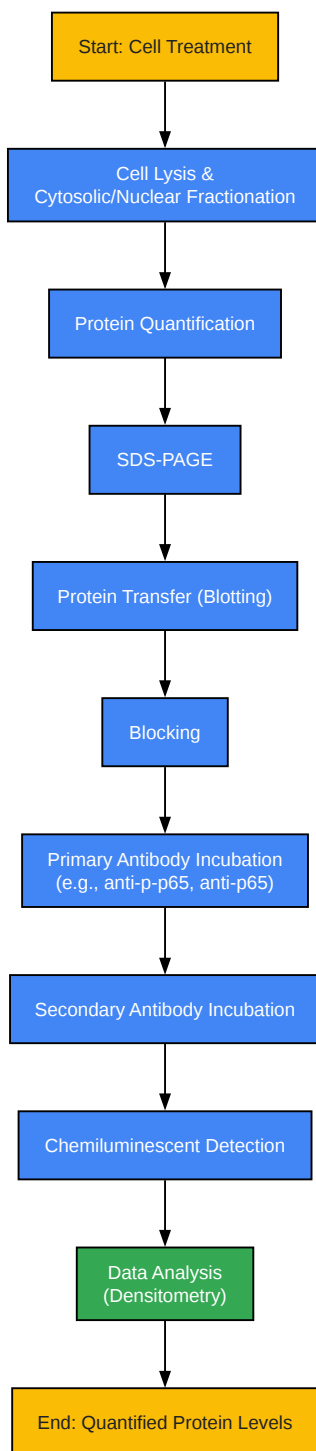 Start: Cell Treatment
Cell Lysis &
Cytosolic/Nuclear Fractionation
Protein Quantification
SDS-PAGE
Protein Transfer (Blotting)
Blocking
Primary Antibody Incubation
(e.g., anti-p-p65, anti-p65)
Secondary Antibody Incubation
Chemiluminescent Detection
Data Analysis
(Densitometry)
End: Quantified Protein Levels